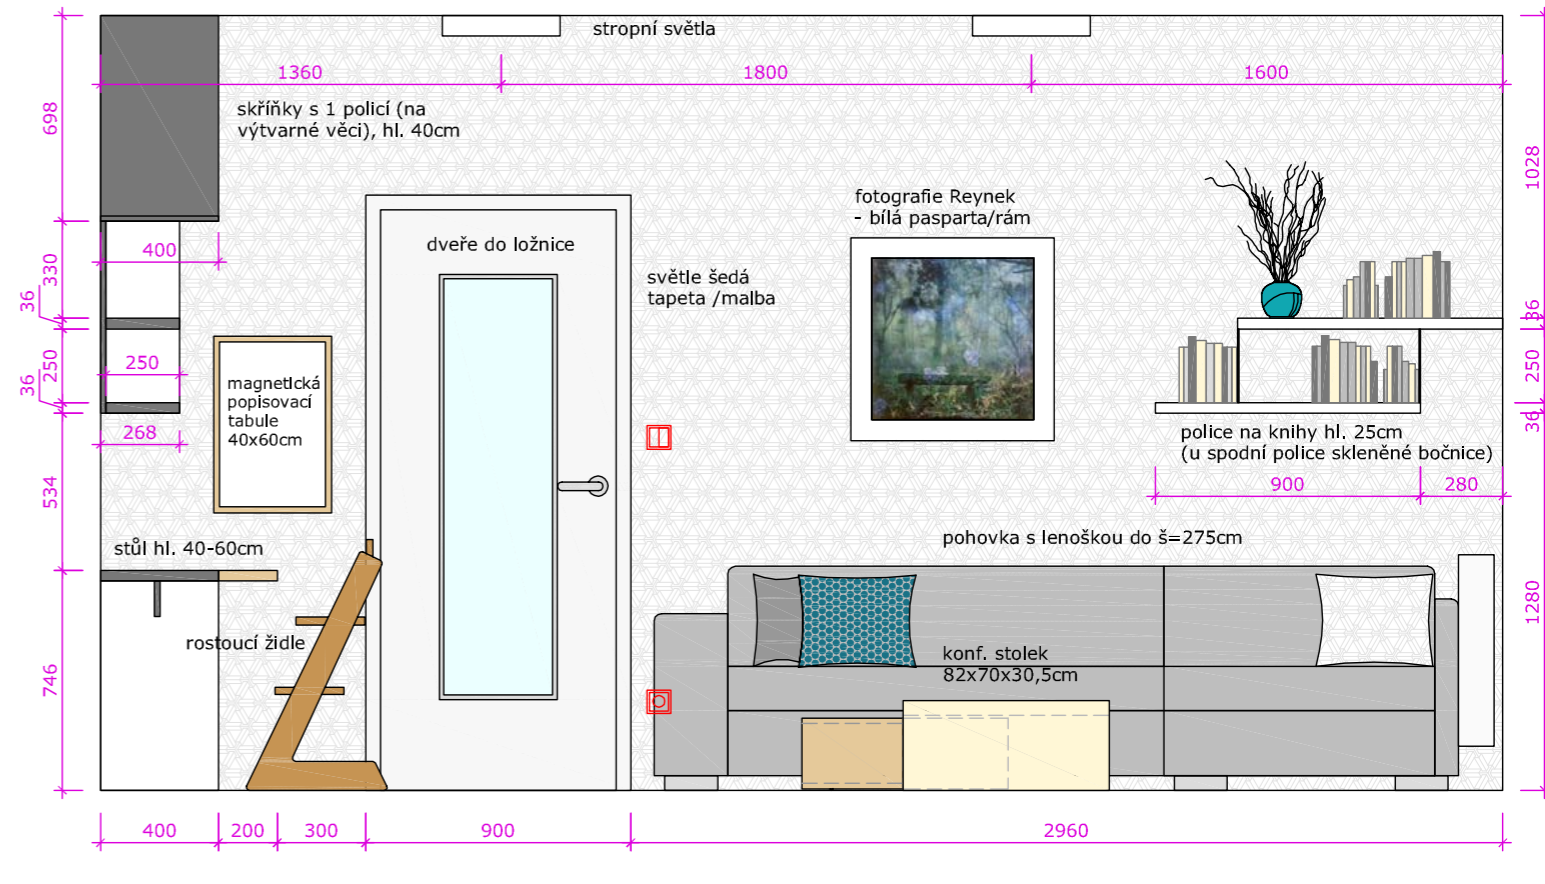 stropní světla
1360
1800
1600
skříňky s 1 policí (na
výtvarné věci), hl. 40cm
698
1028
fotografie Reynek
- bílá pasparta/rám
dveře do ložnice
400
330
světle šedá
tapeta /malba
36
36
250
250
250
36
magnetická
popisovací
tabule
40x60cm
268
police na knihy hl. 25cm
(u spodní police skleněné bočnice)
36
534
900
280
stůl hl. 40-60cm
pohovka s lenoškou do š=275cm
1280
rostoucí židle
konf. stolek
82x70x30,5cm
746
400
200
300
900
2960